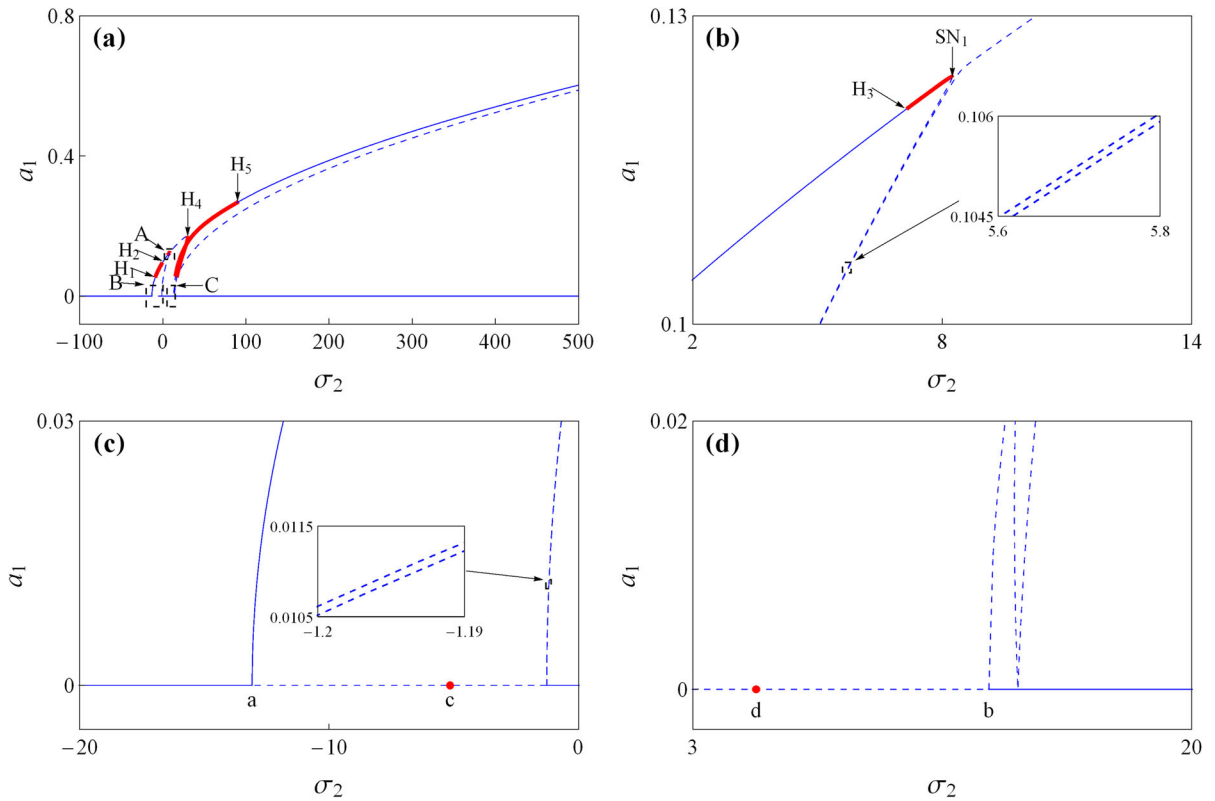 (a)
0.8
0.4
0
a₁
A
H₂
H₁
B
H₄
H₅
C
−100
0
100
200
300
400
500
σ₂
(b)
0.13
0.1
a₁
H₃
SN₁
0.106
0.1045
5.6
5.8
2
8
14
σ₂
(c)
0.03
0
a₁
0.0115
0.0105
−1.2
−1.19
a
c
−20
−10
0
σ₂
(d)
0.02
0
a₁
d
b
3
20
σ₂